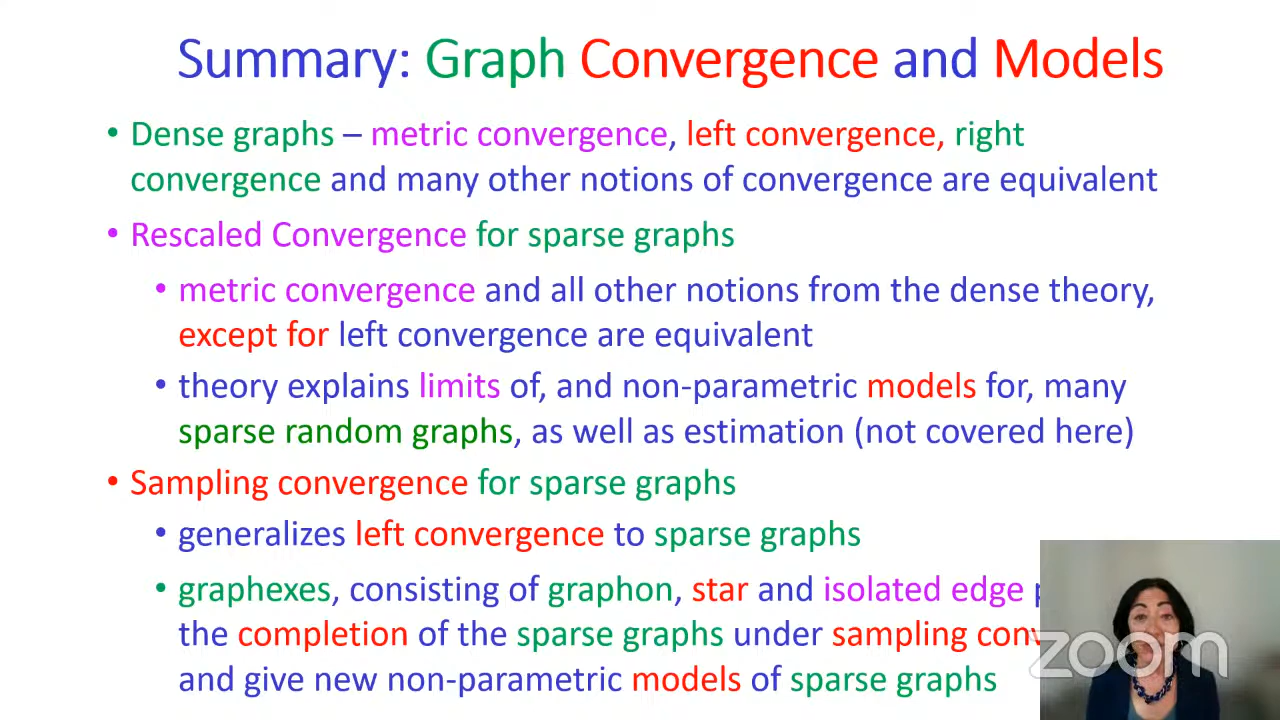 Summary: Graph Convergence and Models
• Dense graphs – metric convergence, left convergence, right
convergence and many other notions of convergence are equivalent
• Rescaled Convergence for sparse graphs
• metric convergence and all other notions from the dense theory,
except for left convergence are equivalent
• theory explains limits of, and non-parametric models for, many
sparse random graphs, as well as estimation (not covered here)
• Sampling convergence for sparse graphs
• generalizes left convergence to sparse graphs
• graphexes, consisting of graphon, star and isolated edge
the completion of the sparse graphs under sampling
and give new non-parametric models of sparse graphs
zoom